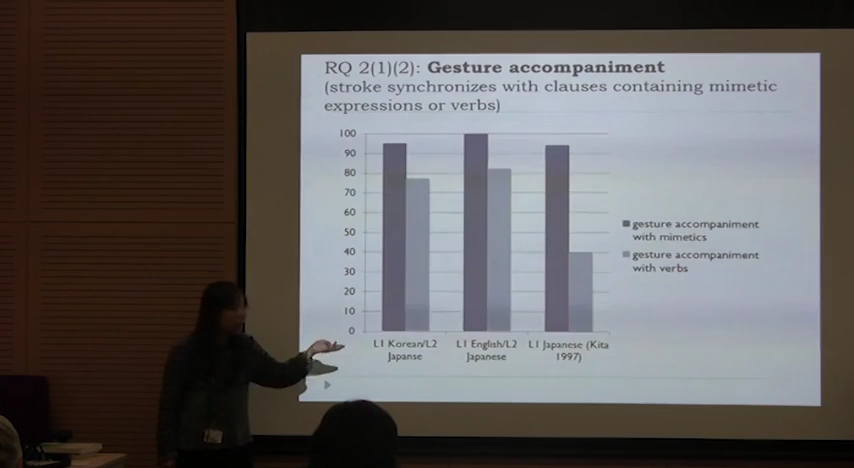 RQ 2(1)(2): Gesture accompaniment
(stroke synchronizes with clauses containing mimetic
expressions or verbs)
100
90
80
70
60
50
40
30
20
10
0
gesture accompaniment
with mimetics
gesture accompaniment
with verbs
L1 Korean/L2
Japanse
L1 English/L2
Japanese
L1 Japanese (Kita
1997)